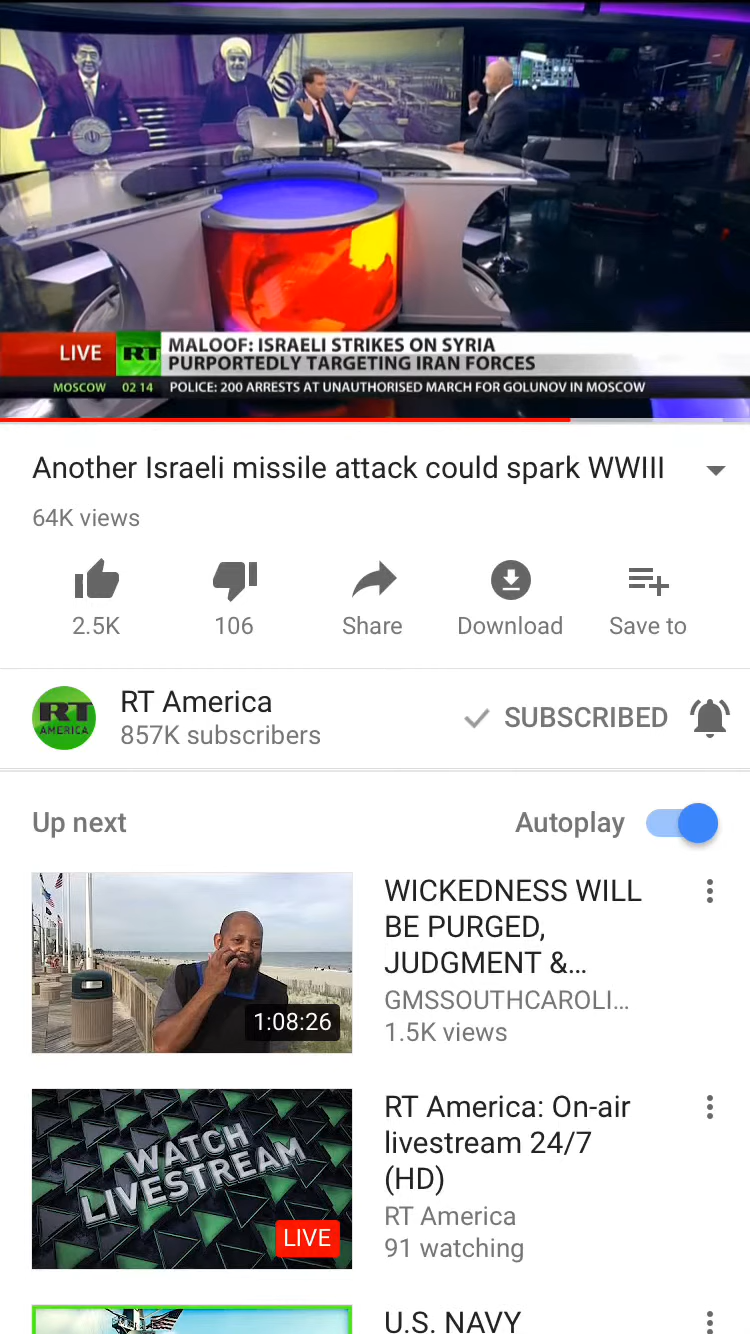 LIVE
RT
MALOOF: ISRAELI STRIKES ON SYRIA
PURPORTEDLY TARGETING IRAN FORCES
MOSCOW 02 14 POLICE: 200 ARRESTS AT UNAUTHORISED MARCH FOR GOLUNOV IN MOSCOW
Another Israeli missile attack could spark WWIII
64K views
2.5K 106 Share Download Save to
RT
AMERICA
RT America
857K subscribers
SUBSCRIBED
Up next
Autoplay
1:08:26
WICKEDNESS WILL
BE PURGED,
JUDGMENT &...
GMSSOUTHCAROLI...
1.5K views
WATCH
LIVESTREAM
LIVE
RT America: On-air
livestream 24/7
(HD)
RT America
91 watching
U.S. NAVY